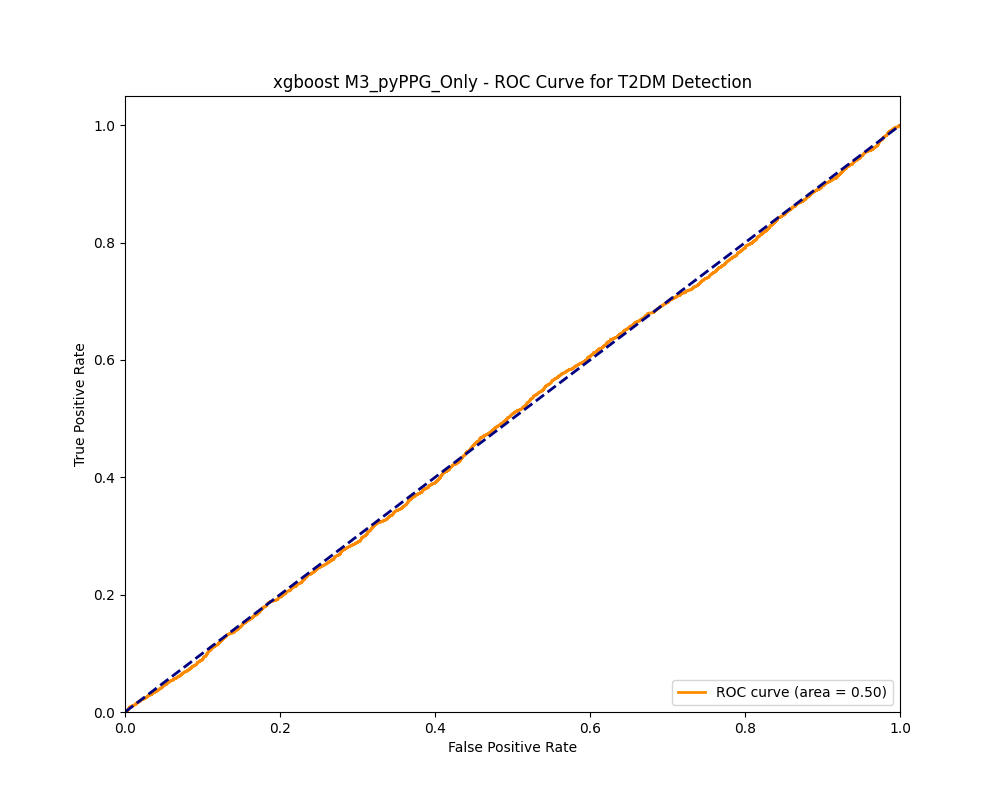 xgboost M3_pyPPG_Only - ROC Curve for T2DM Detection
1.0
0.8
0.6
0.4
0.2
0.0
True Positive Rate
ROC curve (area = 0.50)
0.0 0.2 0.4 0.6 0.8 1.0
False Positive Rate